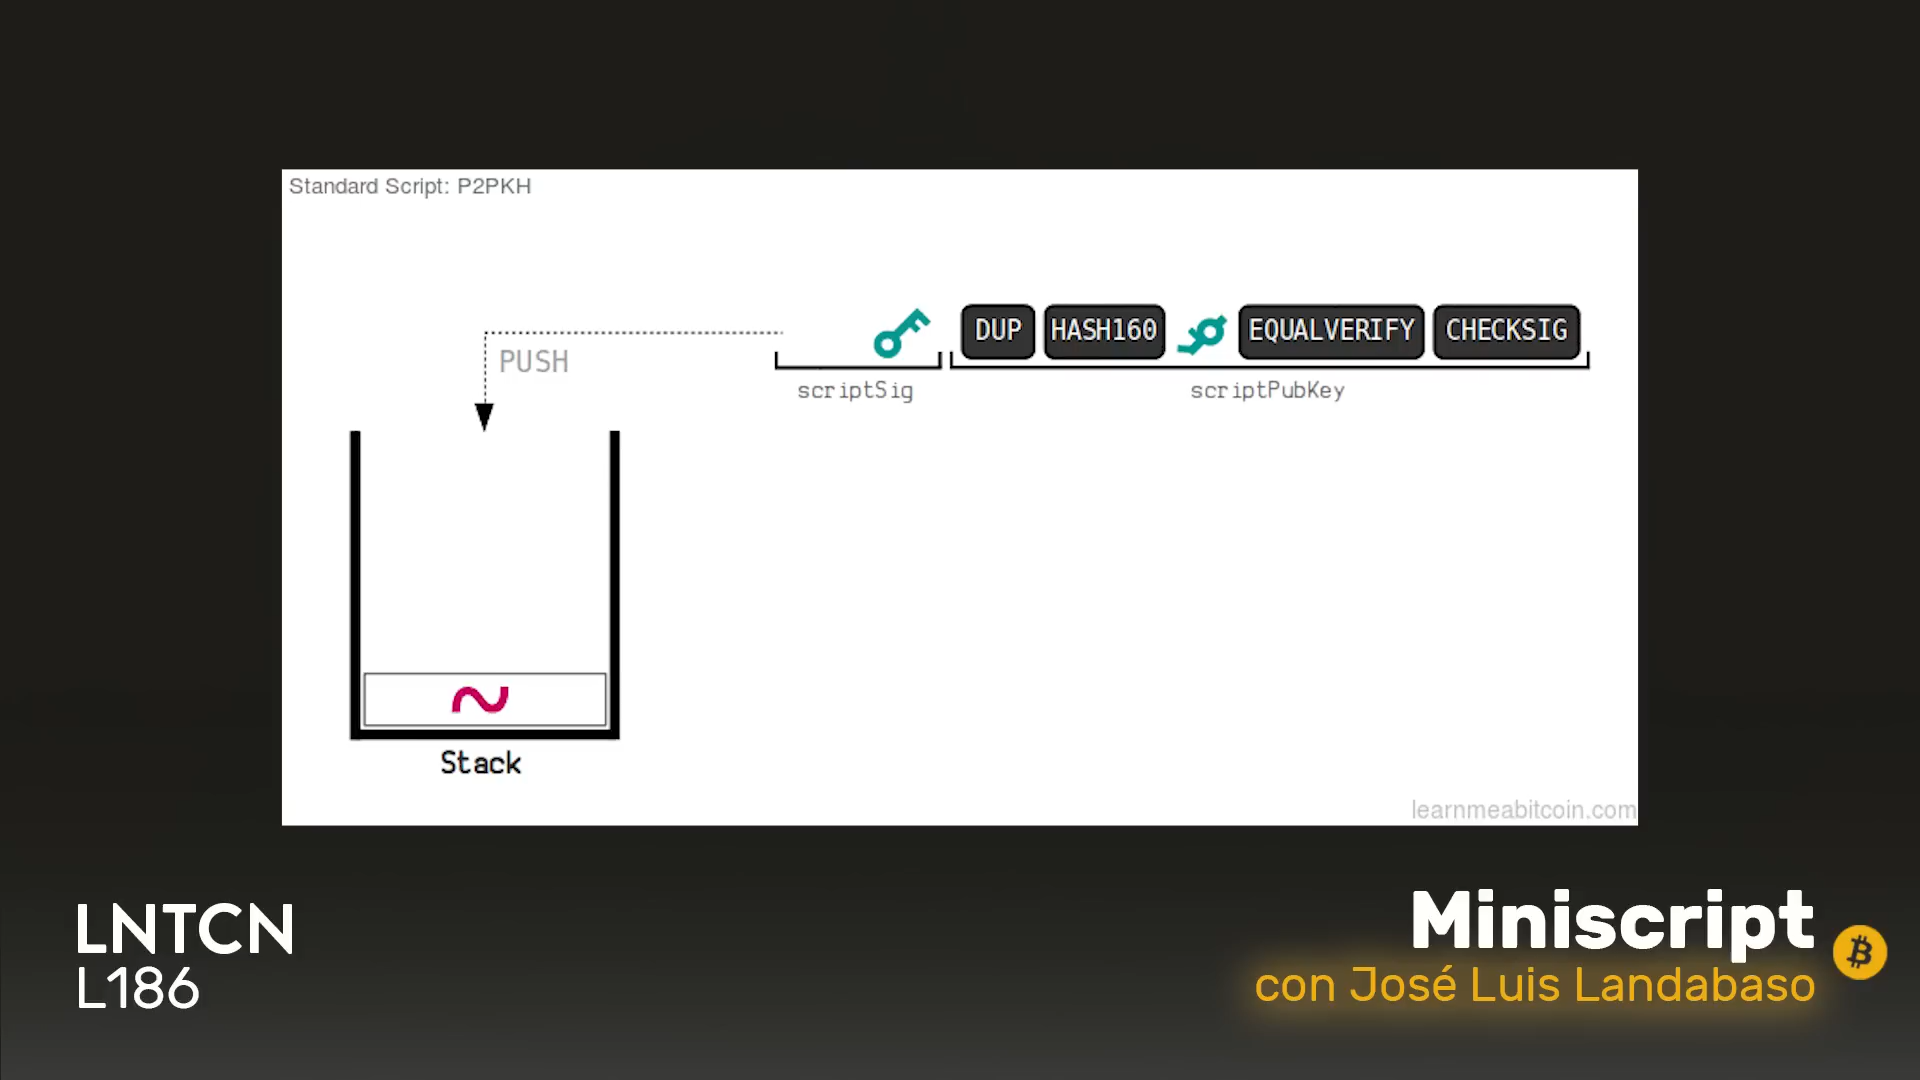 Standard Script: P2PKH
DUP HASH160 EQUALVERIFY CHECKSIG
PUSH
scriptSig scriptPubKey
Stack
learnmeabitcoin.com
LNTCN
L186
Miniscript
con José Luis Landabaso